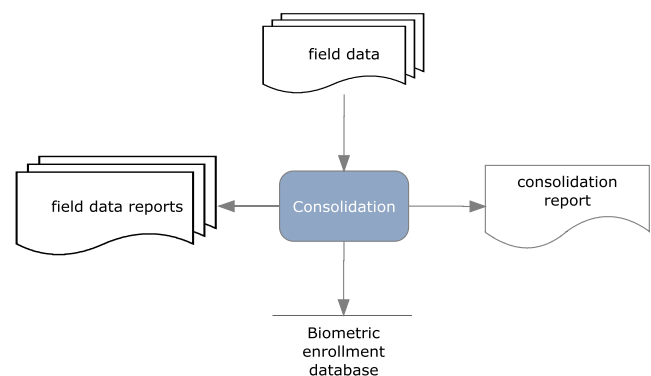 field data
field data reports
Consolidation
consolidation
report
Biometric
enrollment
database